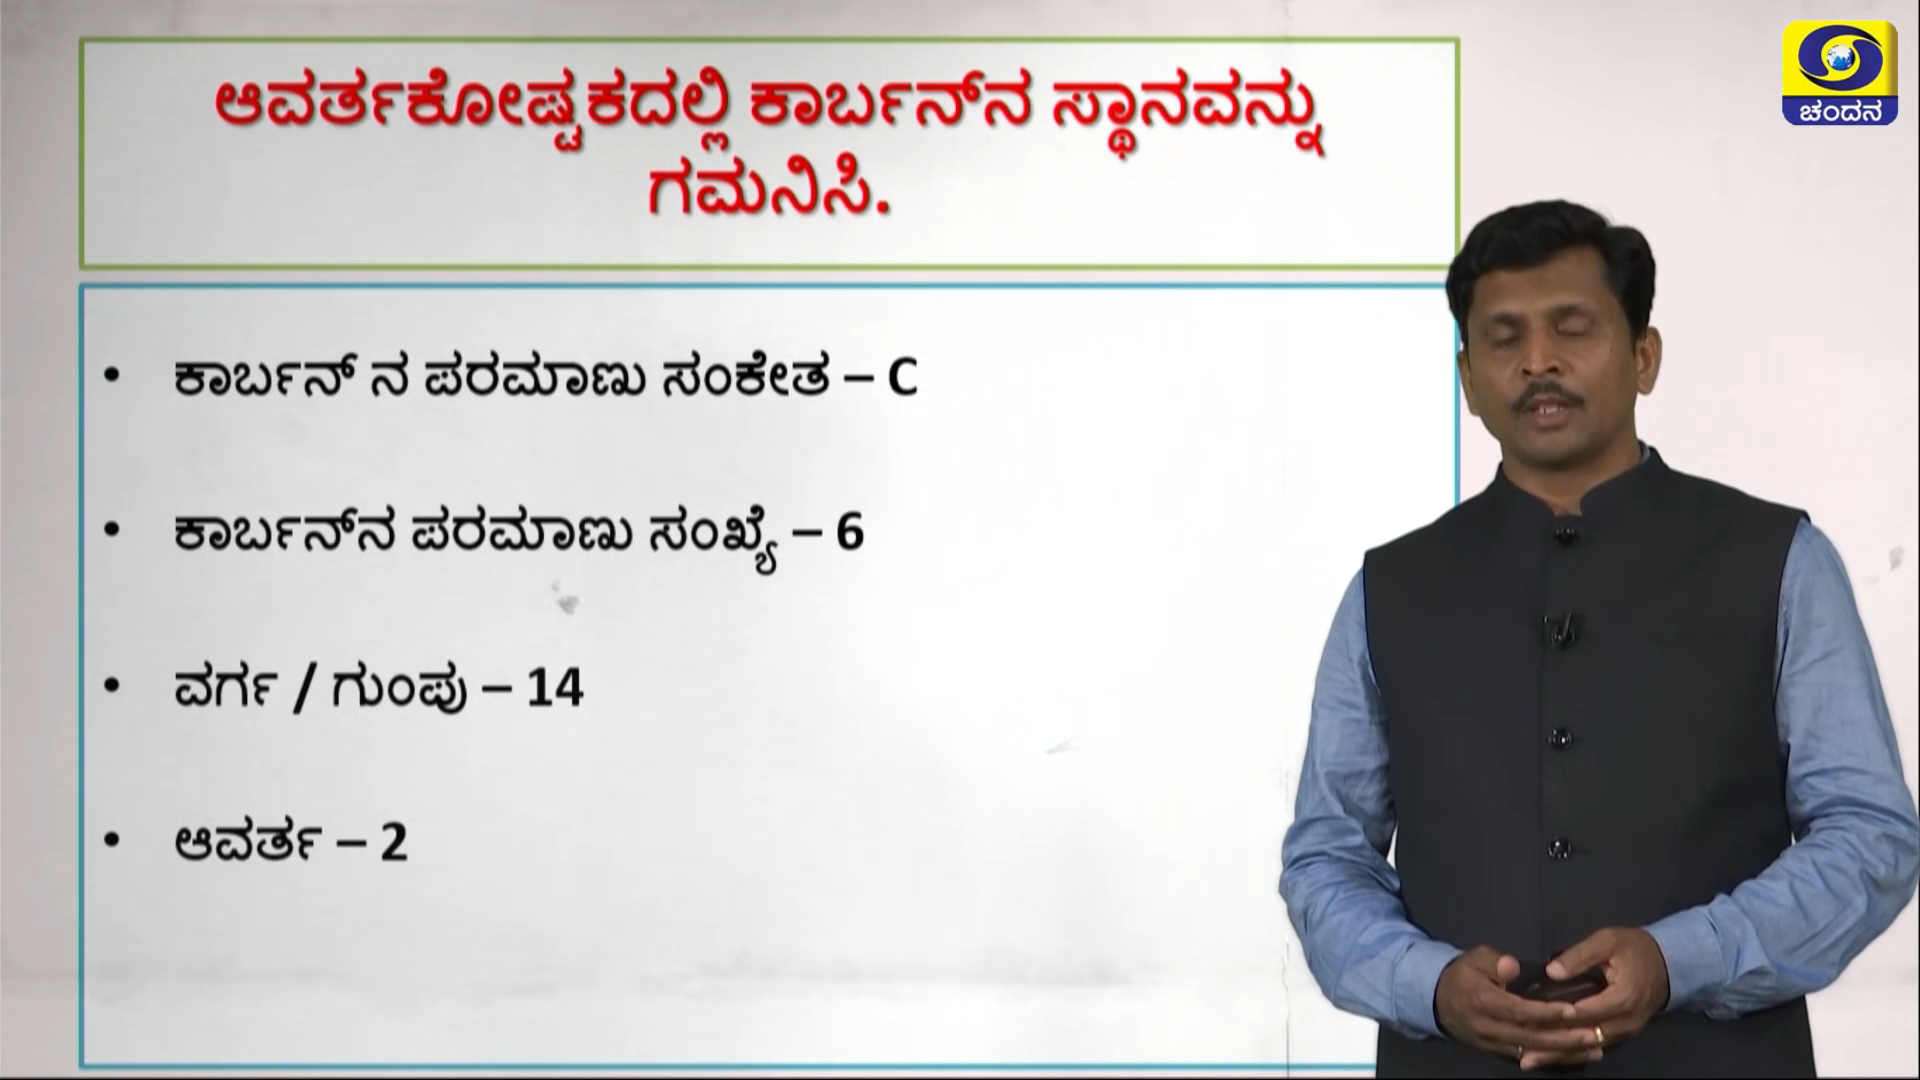 ಆವರ್ತಕೋಷ್ಟಕದಲ್ಲಿ ಕಾರ್ಬನ್‌ನ ಸ್ಥಾನವನ್ನು
ಗಮನಿಸಿ.
ಚಂದನ
• ಕಾರ್ಬನ್ ನ ಪರಮಾಣು ಸಂಕೇತ – C
• ಕಾರ್ಬನ್‌ನ ಪರಮಾಣು ಸಂಖ್ಯೆ – 6
• ವರ್ಗ / ಗುಂಪು – 14
• ಆವರ್ತ – 2